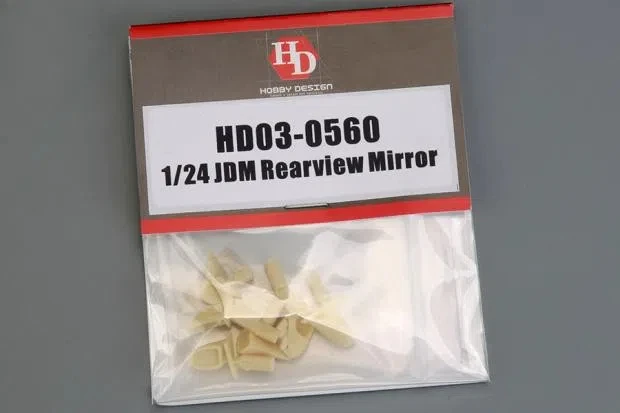 HD
HOBBY DESIGN
HD03-0560
1/24 JDM Rearview Mirror